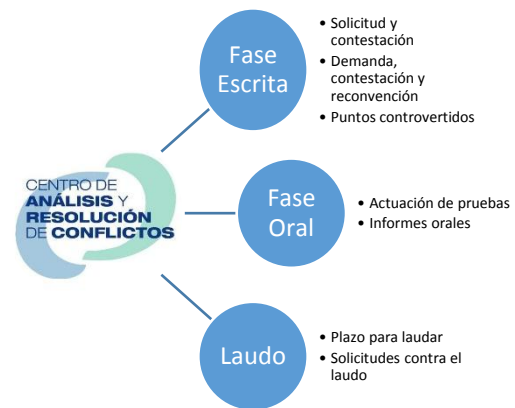 Fase
Escrita
• Solicitud y
contestación
• Demanda,
contestación y
reconvención
• Puntos controvertidos
CENTRO DE
ANÁLISIS Y
RESOLUCIÓN
DE CONFLICTOS
Fase
Oral
• Actuación de pruebas
• Informes orales
Laudo
• Plazo para laudar
• Solicitudes contra el
laudo